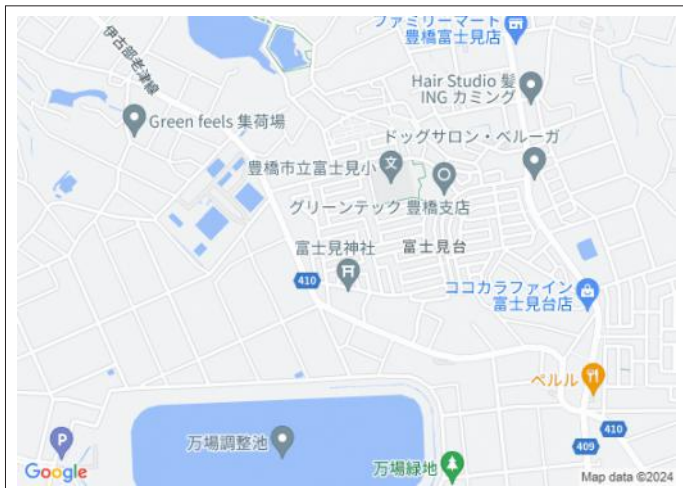 ファミリーマート
豊橋富士見店
伊古部老津線
Hair Studio 髪
ING カミング
Green feels 集荷場
ドッグサロン・ベルーガ
豊橋市立富士見小
文
グリーンテック 豊橋支店
富士見神社
富士見台
410
ココカラファイン
富士見台店
ベルル
410
409
P
万場調整池
万場緑地
Google
Map data ©2024